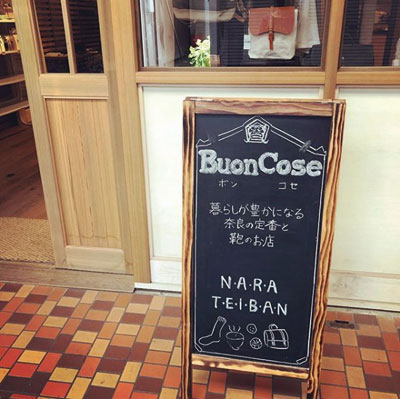 BuonCose
ボン コセ
暮らしが豊かになる
奈良の定番と
鞄のお店
N·A·R·A
T·E·I·B·A·N